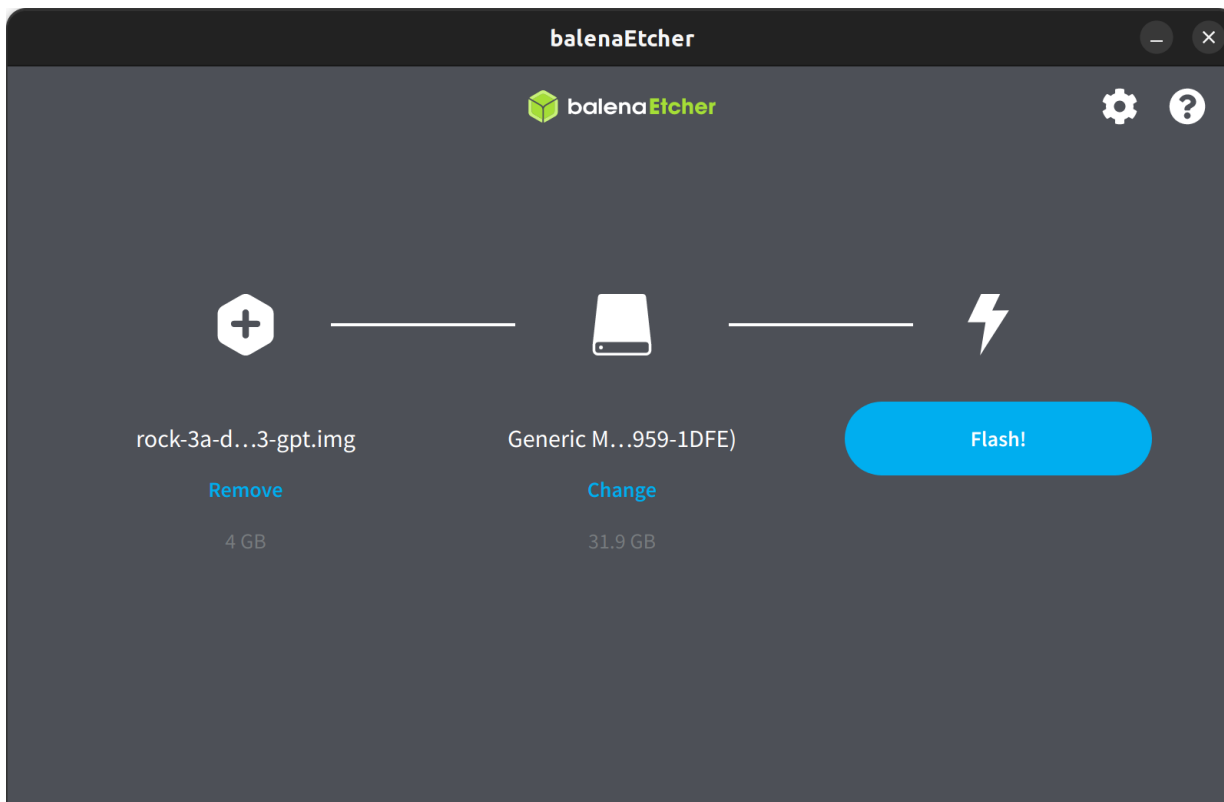 balenaEtcher
balenaEtcher
rock-3a-d...3-gpt.img
Generic M...959-1DFE)
Flash!
Remove
Change
4 GB
31.9 GB